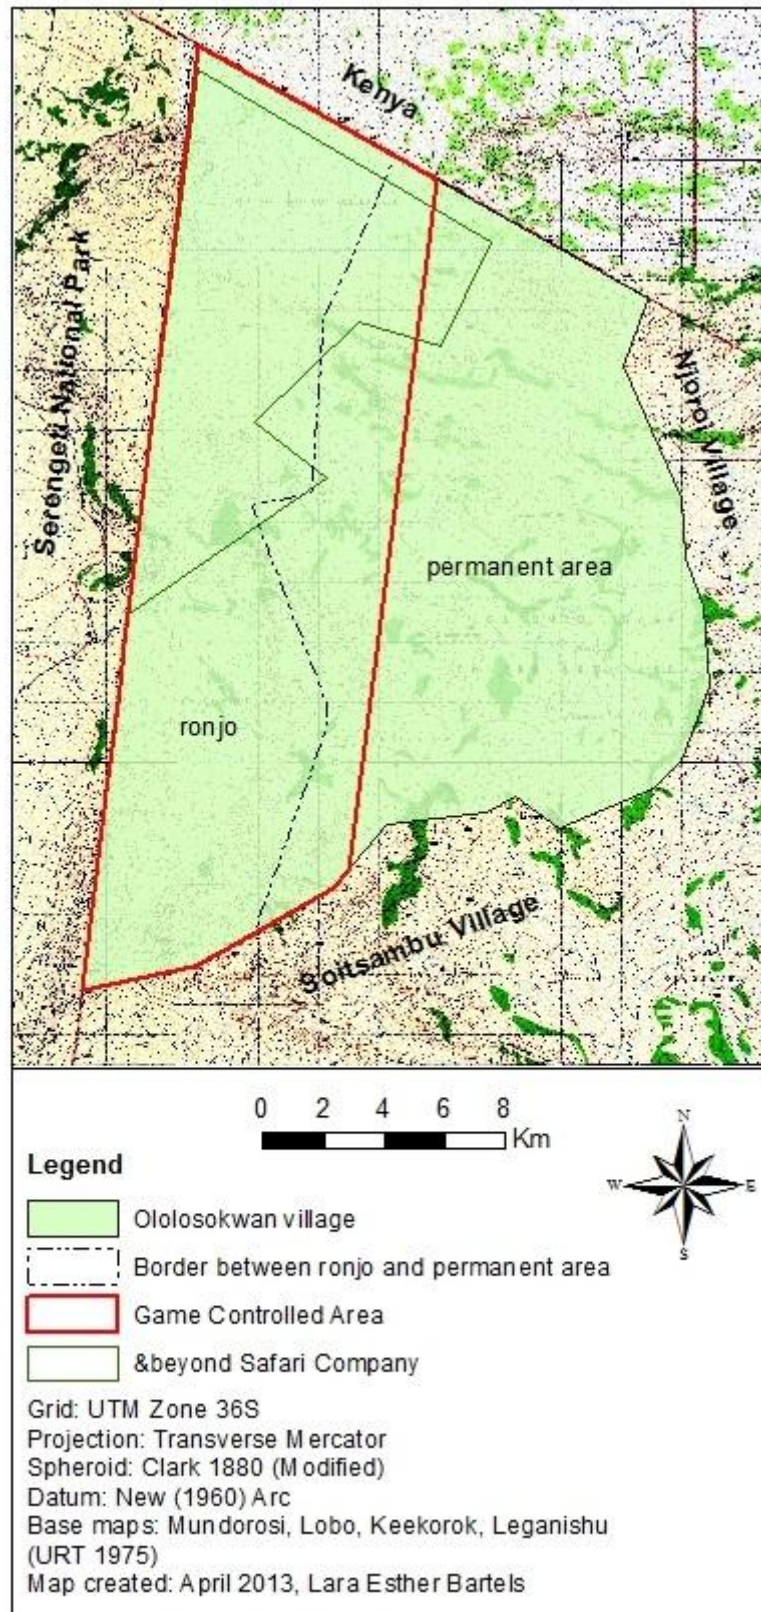 Kenya
Serengeti National Park
Njoroi Village
permanent area
ronjo
Soitsambu Village
0 2 4 6 8
Km
N
W E
S
Legend
Ololosokwan village
Border between ronjo and permanent area
Game Controlled Area
&beyond Safari Company
Grid: UTM Zone 36S
Projection: Transverse Mercator
Spheroid: Clark 1880 (Modified)
Datum: New (1960) Arc
Base maps: Mundorosi, Lobo, Keekorok, Leganishu
(URT 1975)
Map created: April 2013, Lara Esther Bartels